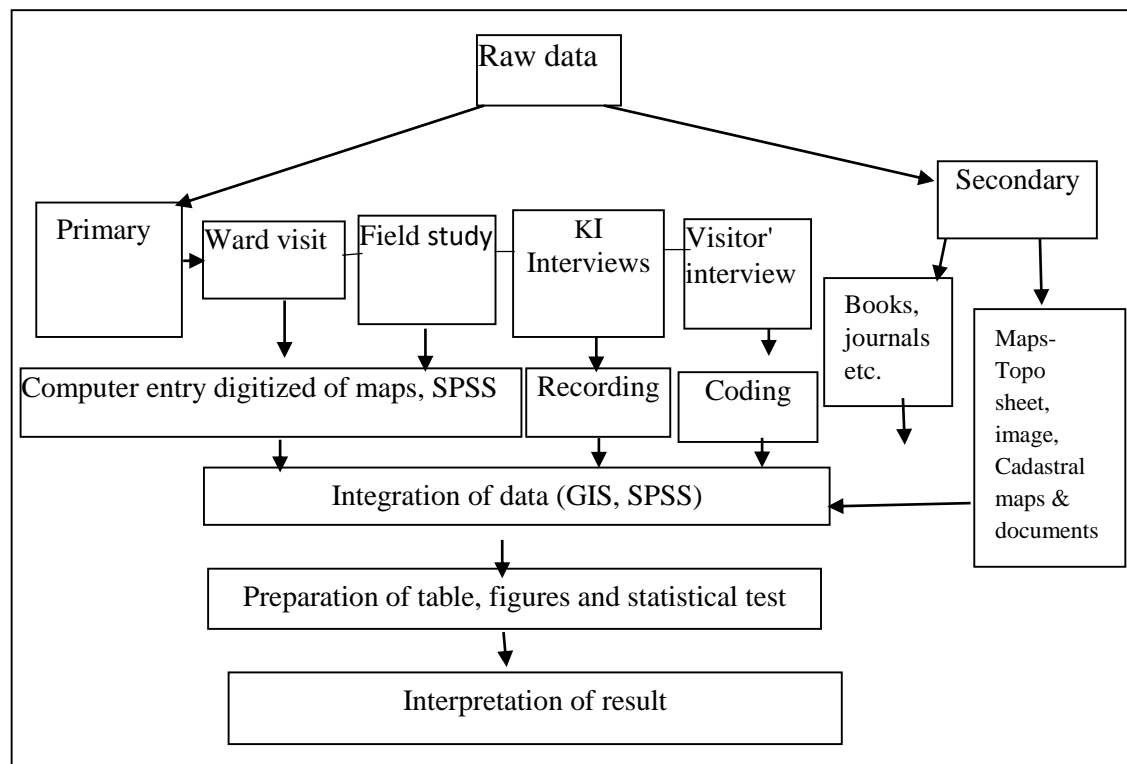 Raw data
Secondary
Primary
Ward visit
Field study
KI
Interviews
Visitor'
interview
Books,
journals
etc.
Maps-
Topo
sheet,
image,
Cadastral
maps &
documents
Computer entry digitized of maps, SPSS
Recording
Coding
Integration of data (GIS, SPSS)
Preparation of table, figures and statistical test
Interpretation of result